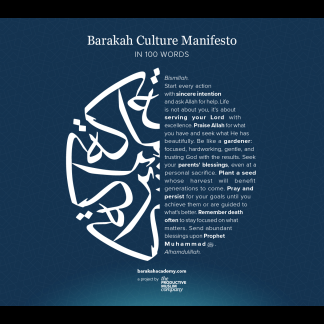 Barakah Culture Manifesto
IN 100 WORDS
Bismillah.
Start every action
with sincere intention
and ask Allah for help. Life
is not about you, it's about
serving your Lord with
excellence. Praise Allah for what
you have and seek what He has
beautifully. Be like a gardener:
focused, hardworking, gentle, and
trusting God with the results. Seek
your parents' blessings, even at a
personal sacrifice. Plant a seed
whose harvest will benefit
generations to come. Pray and
persist for your goals until you
achieve them or are guided to
what's better. Remember death
often to stay focused on what
matters. Send abundant
blessings upon Prophet
Muhammad ﷺ.
Alhamdulillah.
barakahacademy.com
a project by the PRODUCTIVE MUSLIM company